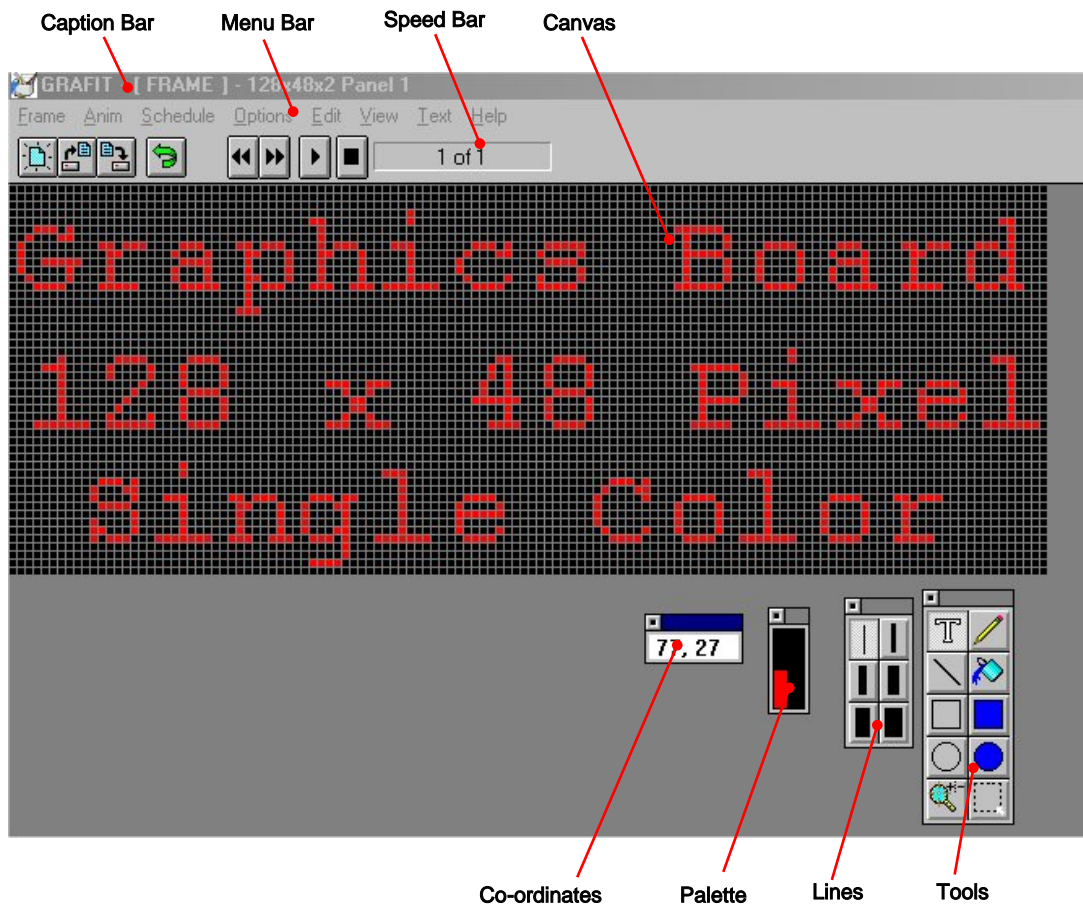 Caption Bar Menu Bar Speed Bar Canvas
GRAFIT - [ FRAME ] - 128x48x2 Panel 1
Frame Anim Schedule Options Edit View Text Help
1 of 1
Graphics Board
128 x 48 Pixel
Single Color
77, 27
T
Co-ordinates Palette Lines Tools